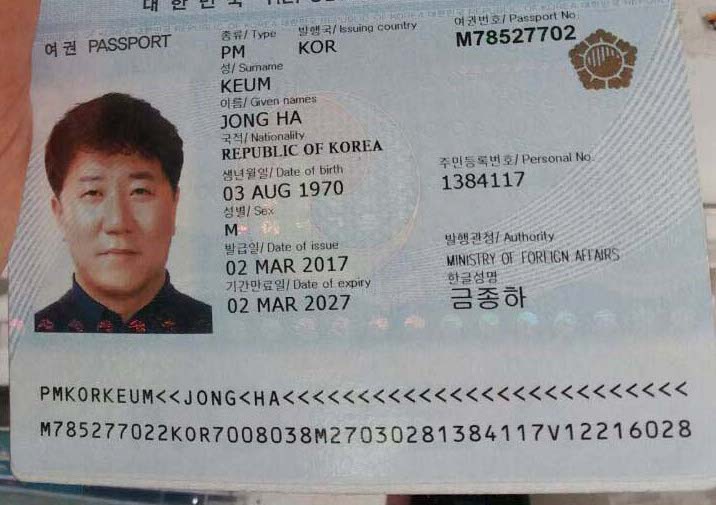 대한민국
여권 PASSPORT
종류/ Type 발행국/ Issuing country 여권번호/ Passport No.
PM KOR M78527702
성/ Surname
KEUM
이름/ Given names
JONG HA
국적/ Nationality
REPUBLIC OF KOREA
생년월일/ Date of birth 주민등록번호/ Personal No.
03 AUG 1970 1384117
성별/ Sex
M
발급일/ Date of issue 발행관청/ Authority
02 MAR 2017 MINISTRY OF FOREIGN AFFAIRS
기간만료일/ Date of expiry 한글성명
02 MAR 2027 금종하
PMKORKEUM<<JONG<HA<<<<<<<<<<<<<<<<<<<<<<<<<<
M785277022KOR7008038M27030281384117V12216028